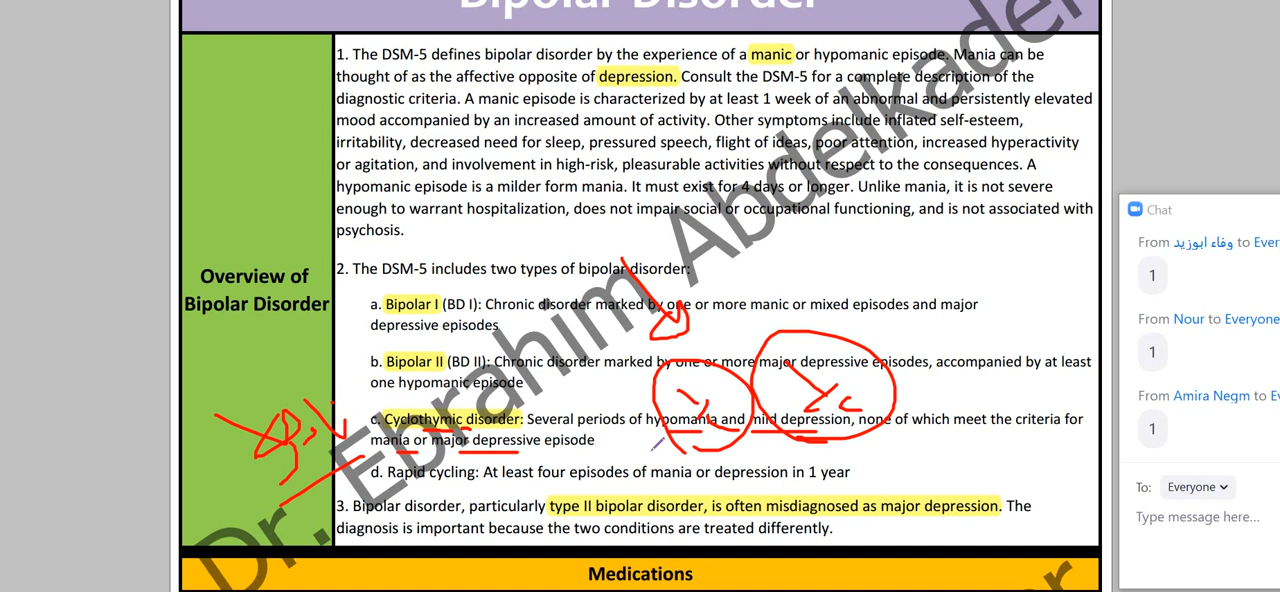 Bipolar Disorder
Overview of
Bipolar Disorder
1. The DSM-5 defines bipolar disorder by the experience of a manic or hypomanic episode. Mania can be
thought of as the affective opposite of depression. Consult the DSM-5 for a complete description of the
diagnostic criteria. A manic episode is characterized by at least 1 week of an abnormal and persistently elevated
mood accompanied by an increased amount of activity. Other symptoms include inflated self-esteem,
irritability, decreased need for sleep, pressured speech, flight of ideas, poor attention, increased hyperactivity
or agitation, and involvement in high-risk, pleasurable activities without respect to the consequences. A
hypomanic episode is a milder form mania. It must exist for 4 days or longer. Unlike mania, it is not severe
enough to warrant hospitalization, does not impair social or occupational functioning, and is not associated with
psychosis.
2. The DSM-5 includes two types of bipolar disorder:
a. Bipolar I (BD I): Chronic disorder marked by one or more manic or mixed episodes and major
depressive episodes
b. Bipolar II (BD II): Chronic disorder marked by one or more major depressive episodes, accompanied by at least
one hypomanic episode
c. Cyclothymic disorder: Several periods of hypomania and mild depression, none of which meet the criteria for
mania or major depressive episode
d. Rapid cycling: At least four episodes of mania or depression in 1 year
3. Bipolar disorder, particularly type II bipolar disorder, is often misdiagnosed as major depression. The
diagnosis is important because the two conditions are treated differently.
Medications
Dr. Ebrahim Abdelkader
Chat
From وفاء ابوزيد to Ever
1
From Nour to Everyone
1
From Amira Negm to E
1
To: Everyone
Type message here...